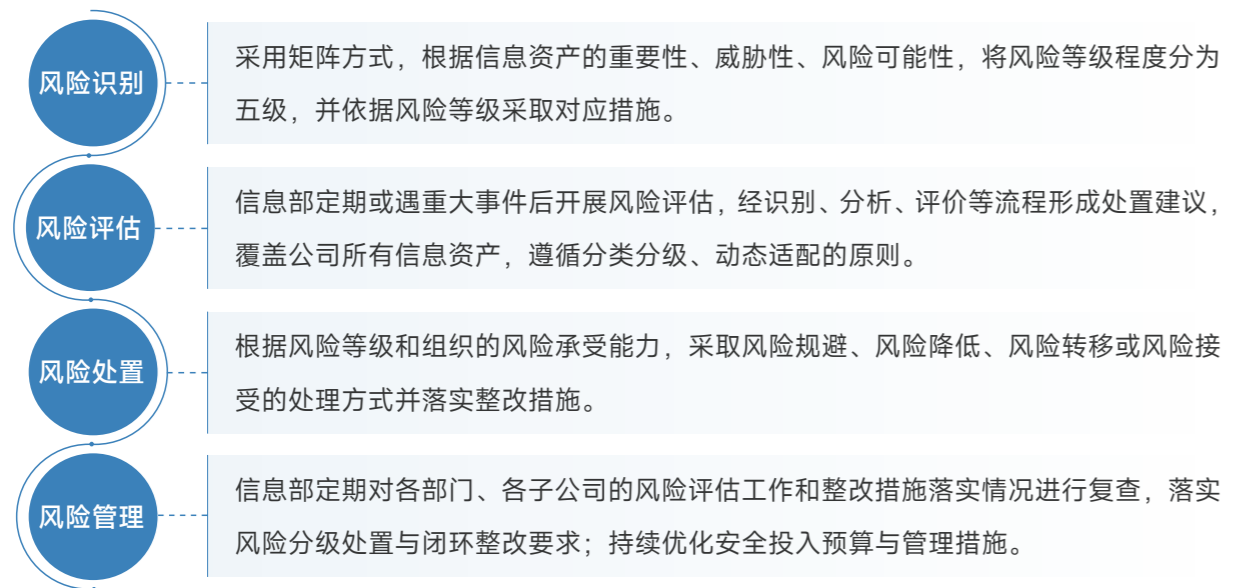 风险识别
采用矩阵方式，根据信息资产的重要性、威胁性、风险可能性，将风险等级程度分为
五级，并依据风险等级采取对应措施。
风险评估
信息部定期或遇重大事件后开展风险评估，经识别、分析、评价等流程形成处置建议，
覆盖公司所有信息资产，遵循分类分级、动态适配的原则。
风险处置
根据风险等级和组织的风险承受能力，采取风险规避、风险降低、风险转移或风险接
受的处理方式并落实整改措施。
风险管理
信息部定期对各部门、各子公司的风险评估工作和整改措施落实情况进行复查，落实
风险分级处置与闭环整改要求；持续优化安全投入预算与管理措施。